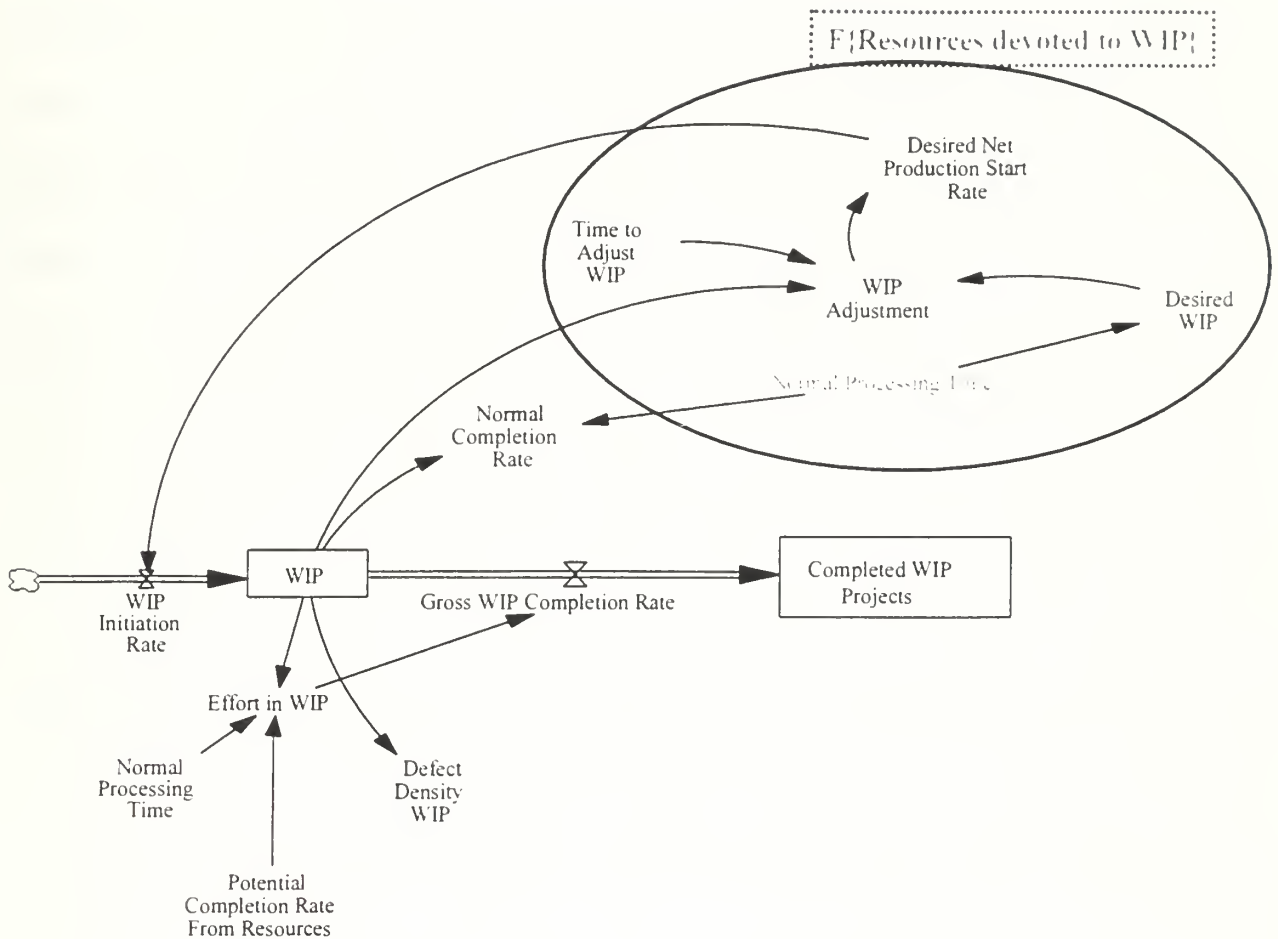 F{Resources devoted to WIP}
Desired Net
Production Start
Rate
Time to
Adjust
WIP
WIP
Adjustment
Desired
WIP
Normal Processing
Normal
Completion
Rate
WIP
Completed WIP
Projects
WIP
Initiation
Rate
Gross WIP Completion Rate
Effort in WIP
Normal
Processing
Time
Defect
Density
WIP
Potential
Completion Rate
From Resources